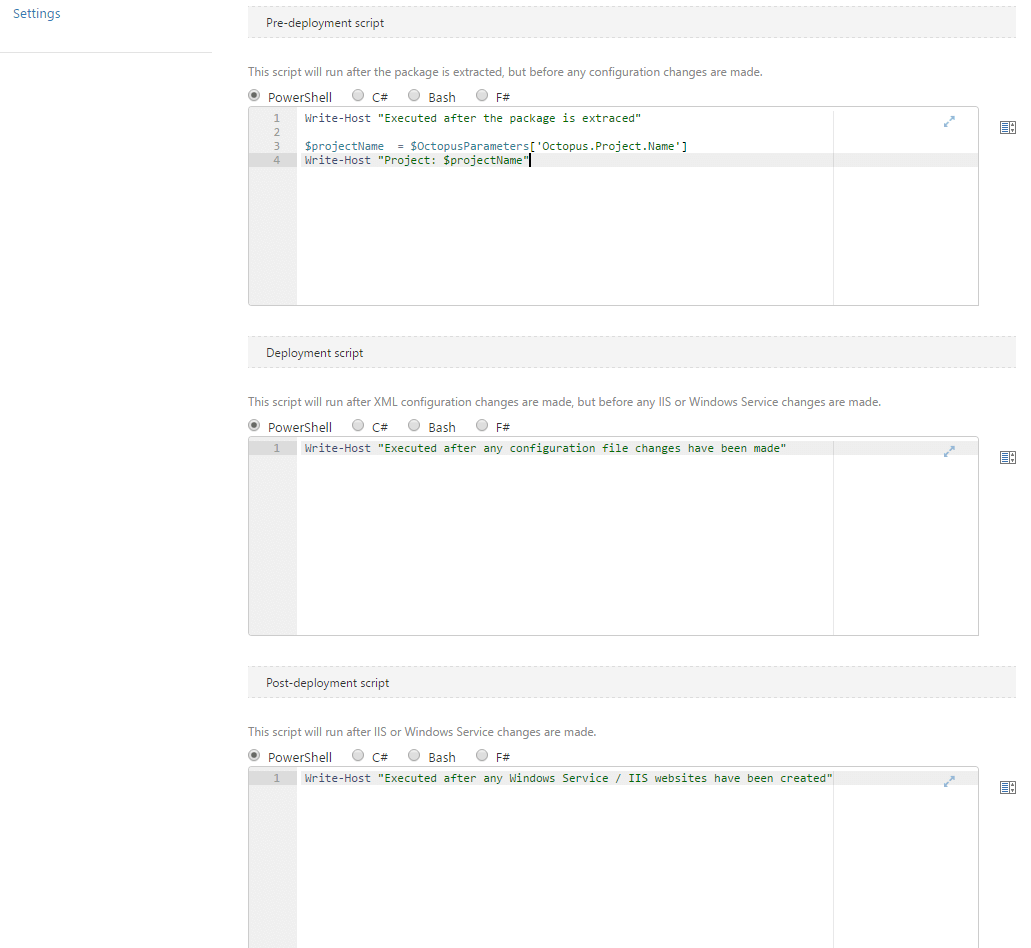 Settings
Pre-deployment script
This script will run after the package is extracted, but before any configuration changes are made.
PowerShell C# Bash F#
1 Write-Host "Executed after the package is extraced"
2
3 $projectName  = $OctopusParameters['Octopus.Project.Name']
4 Write-Host "Project: $projectName"
Deployment script
This script will run after XML configuration changes are made, but before any IIS or Windows Service changes are made.
PowerShell C# Bash F#
1 Write-Host "Executed after any configuration file changes have been made"
Post-deployment script
This script will run after IIS or Windows Service changes are made.
PowerShell C# Bash F#
1 Write-Host "Executed after any Windows Service / IIS websites have been created"